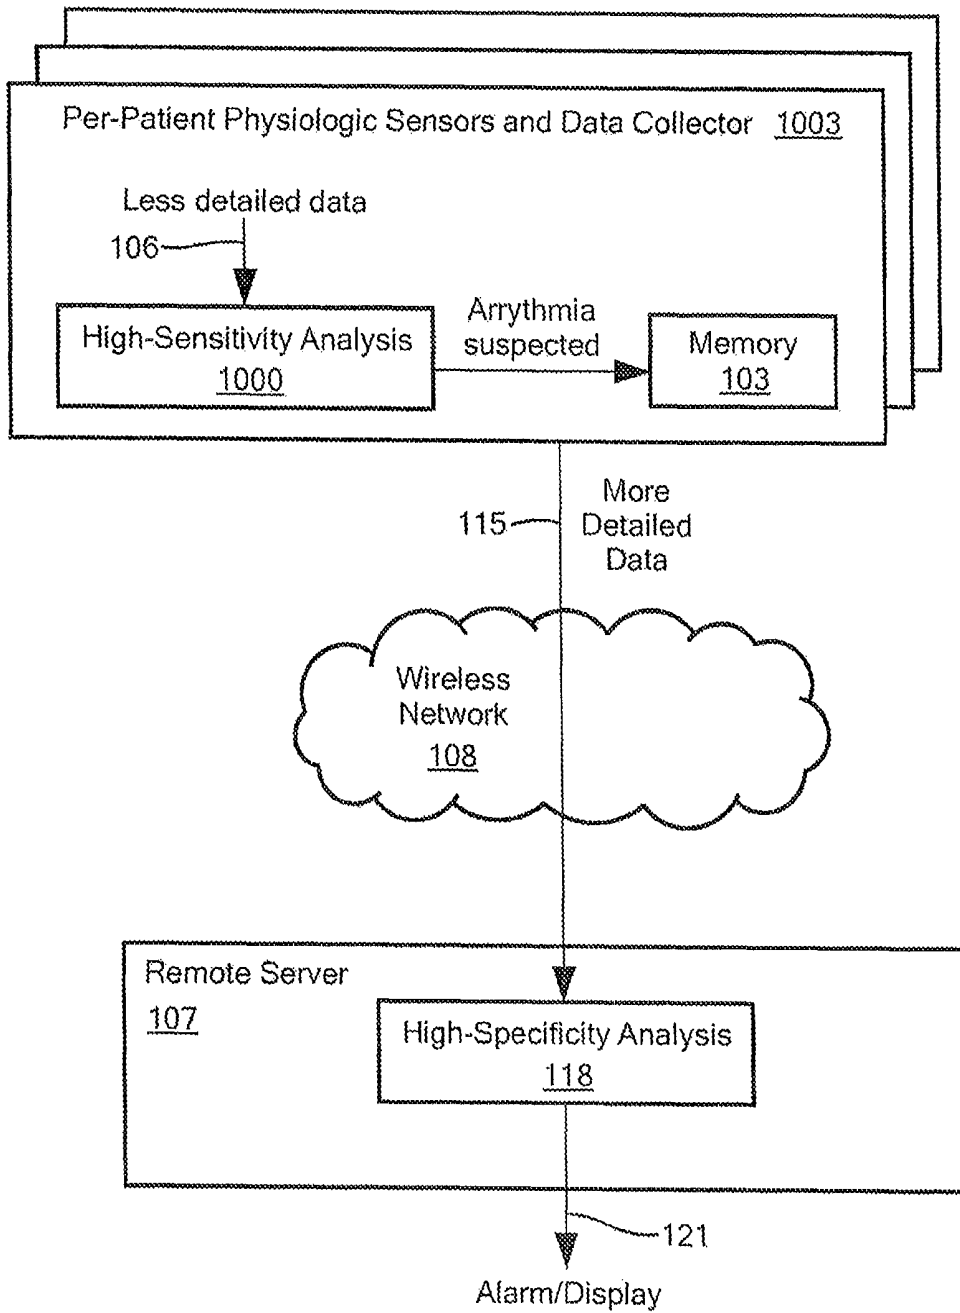 Per-Patient Physiologic Sensors and Data Collector 1003
Less detailed data
106
High-Sensitivity Analysis
1000
Arrythmia
suspected
Memory
103
115
More
Detailed
Data
Wireless
Network
108
Remote Server
107
High-Specificity Analysis
118
121
Alarm/Display